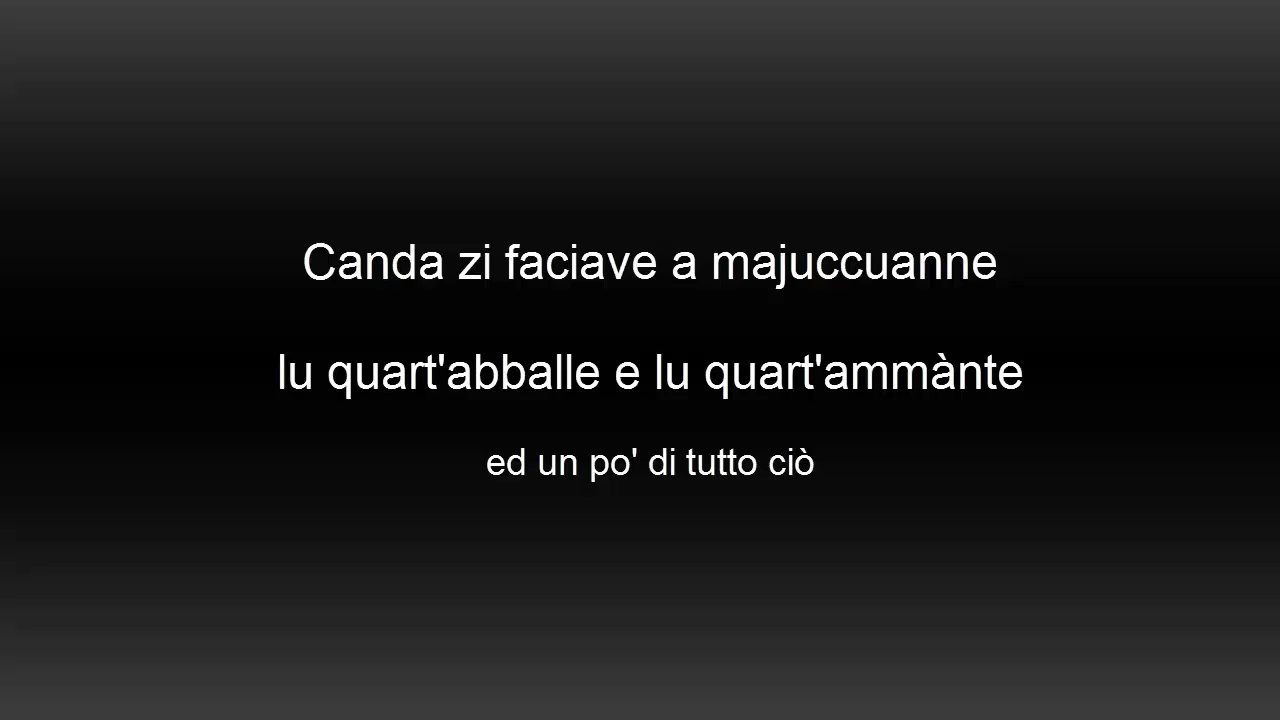 Canda zi faciave a majuccuanne
lu quart'abballe e lu quart'ammànte
ed un po' di tutto ciò